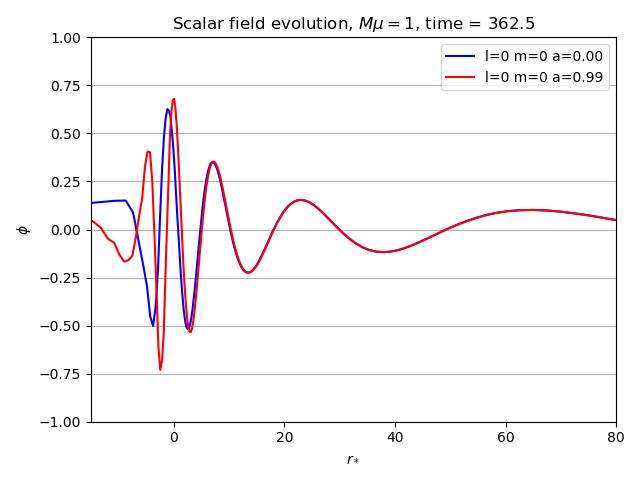 Scalar field evolution, Mμ = 1, time = 362.5
l=0 m=0 a=0.00
l=0 m=0 a=0.99
1.00
0.75
0.50
0.25
0.00
−0.25
−0.50
−0.75
−1.00
ϕ
0 20 40 60 80
r*